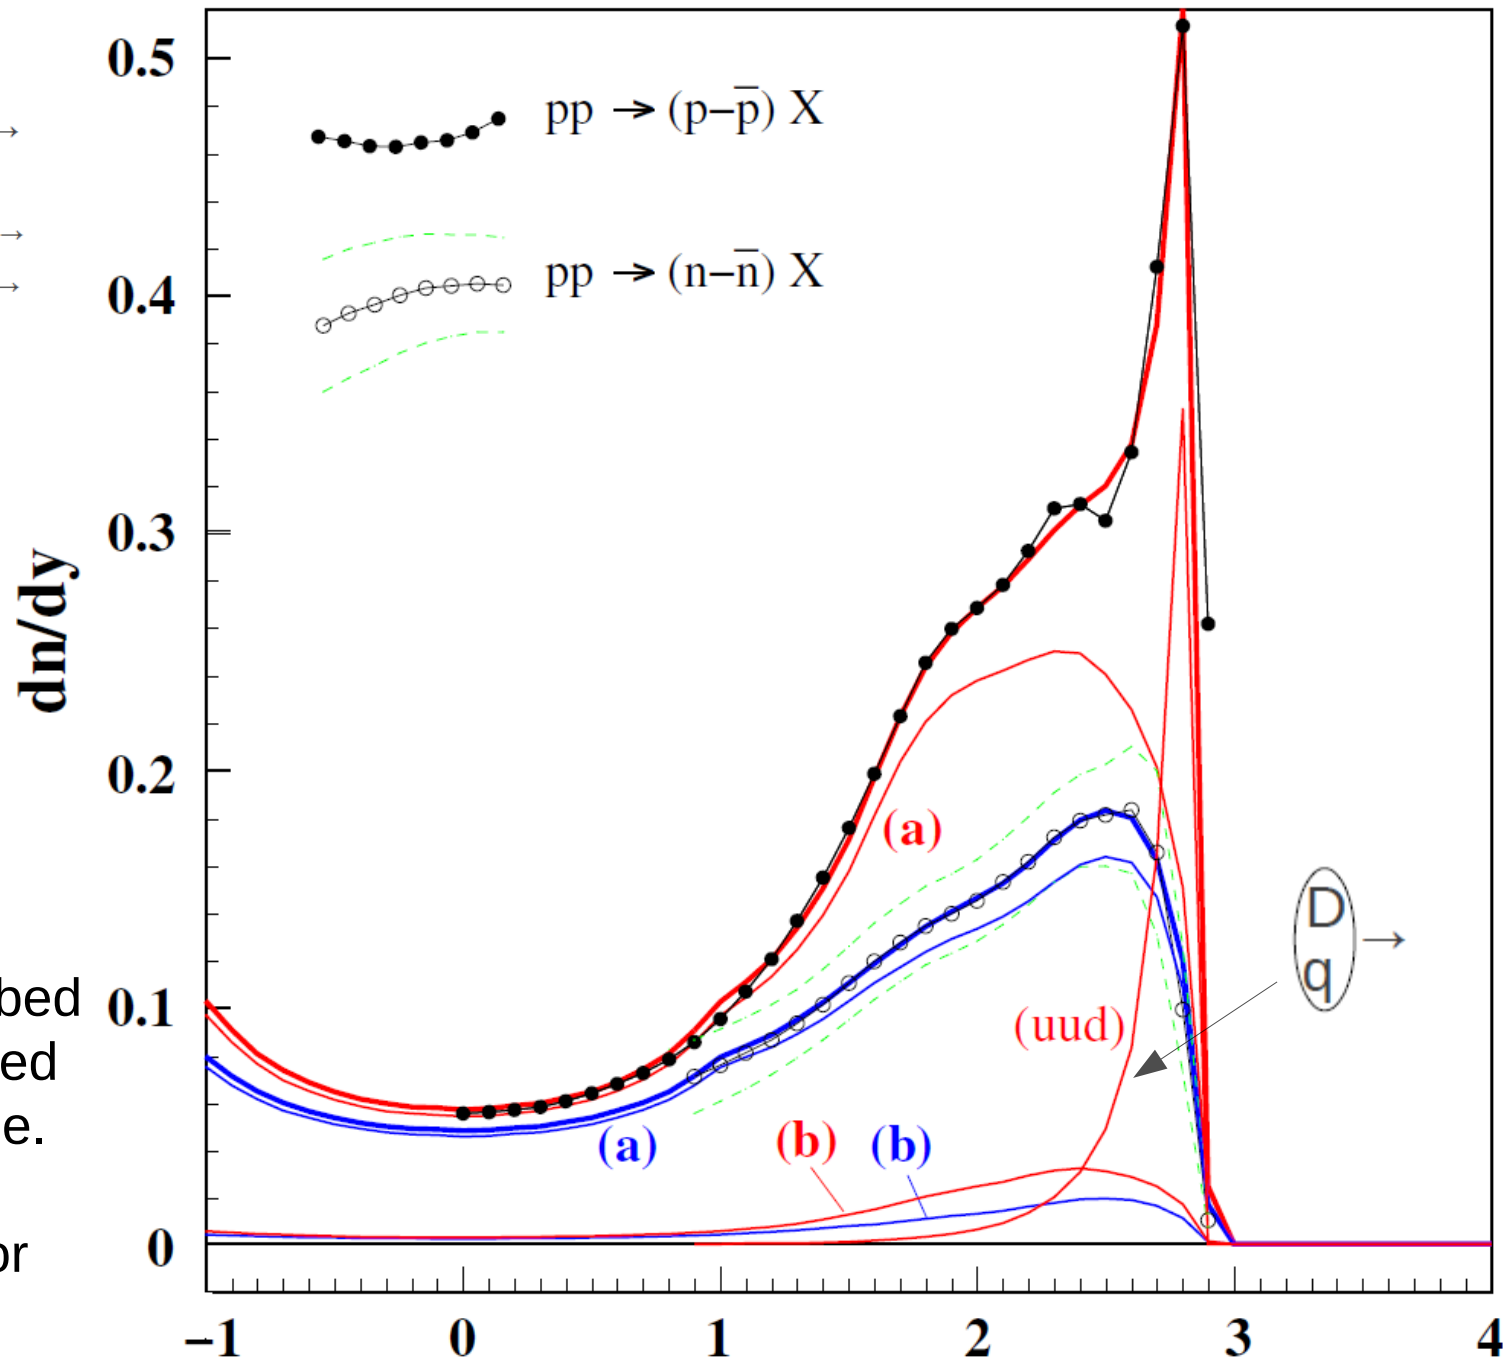 0.5
pp → (p−p̅) X
→
→
0.4
pp → (n−n̅) X
→
0.3
dn/dy
0.2
(a)
D
q
→
bed
0.1
(uud)
ed
e.
(a)
(b)
(b)
0
or
−1 0 1 2 3 4